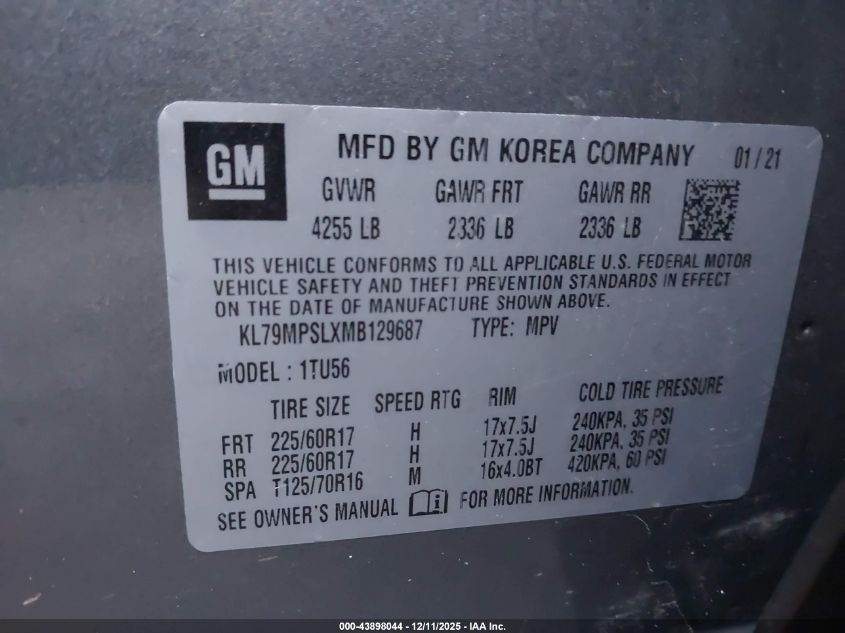 GM
MFD BY GM KOREA COMPANY 01/21
GVWR GAWR FRT GAWR RR
4255 LB 2336 LB 2336 LB
THIS VEHICLE CONFORMS TO ALL APPLICABLE U.S. FEDERAL MOTOR
VEHICLE SAFETY AND THEFT PREVENTION STANDARDS IN EFFECT
ON THE DATE OF MANUFACTURE SHOWN ABOVE.
KL79MPSLXMB129687 TYPE: MPV
MODEL : 1TU56
TIRE SIZE SPEED RTG RIM COLD TIRE PRESSURE
FRT 225/60R17 H 17x7.5J 240KPA, 35 PSI
RR 225/60R17 H 17x7.5J 240KPA, 35 PSI
SPA T125/70R16 M 16x4.0BT 420KPA, 60 PSI
SEE OWNER'S MANUAL i FOR MORE INFORMATION.
000-43898044 - 12/11/2025 - IAA Inc.